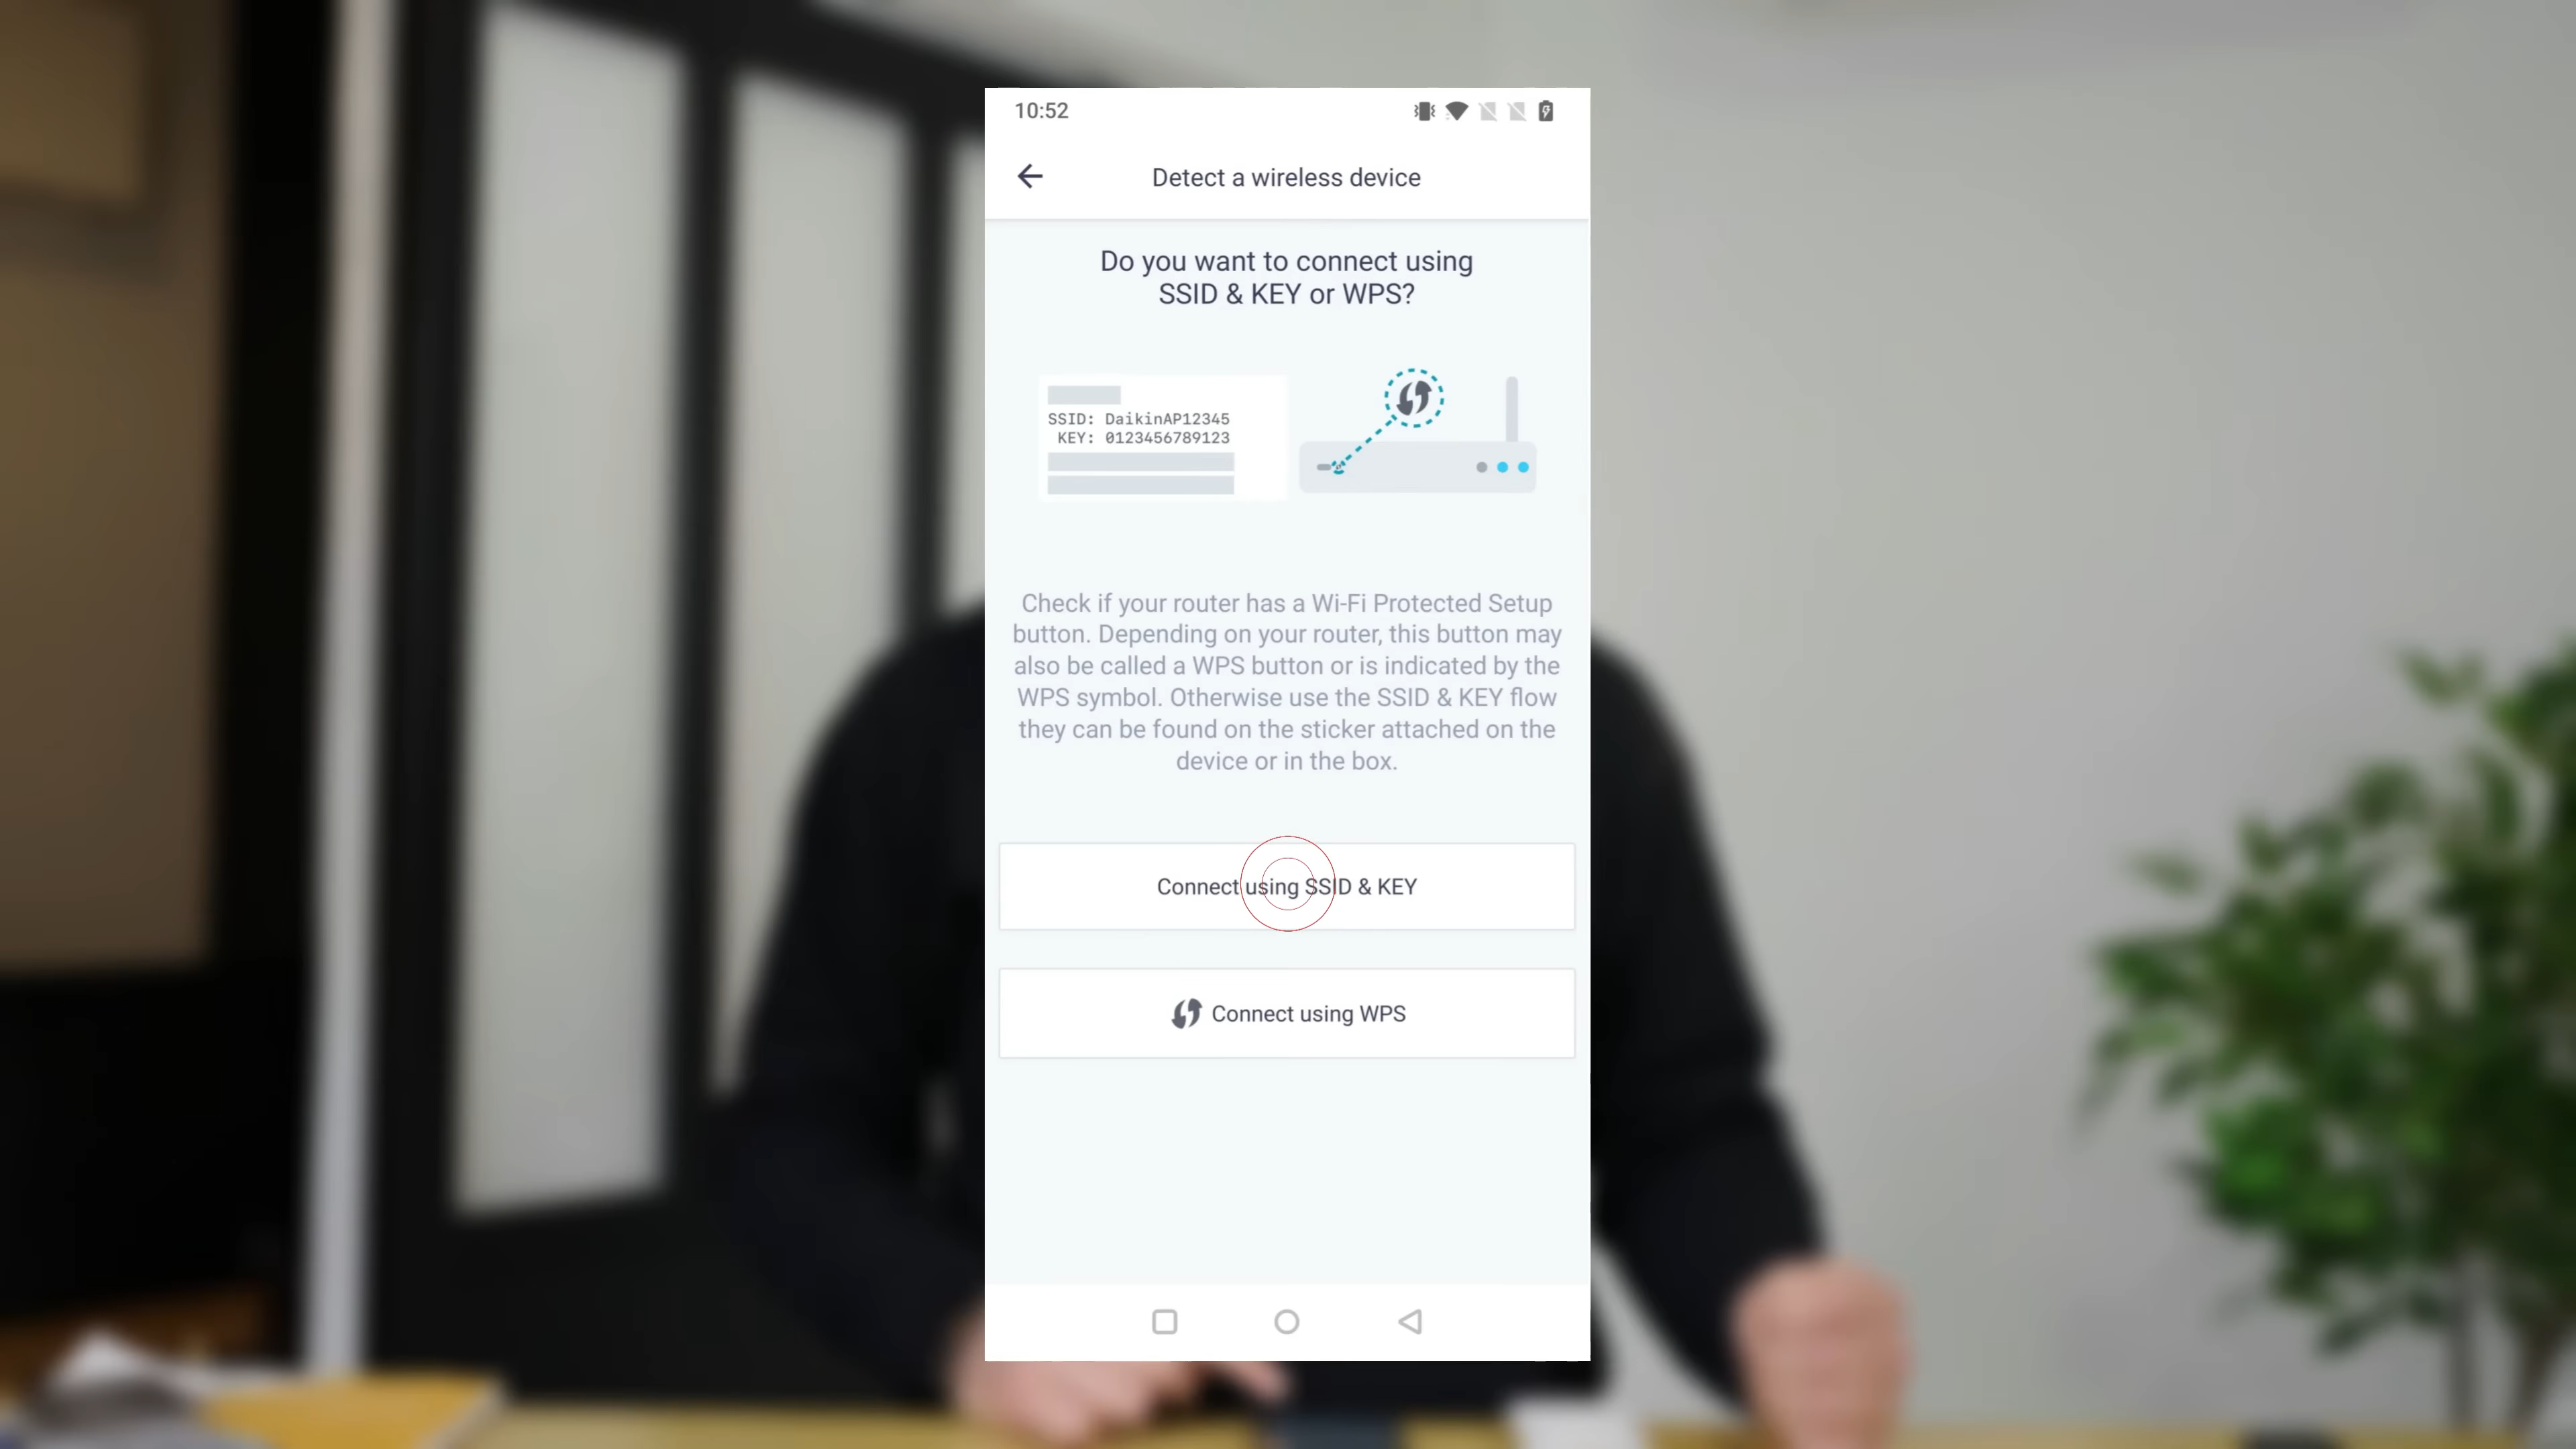 10:52
Detect a wireless device
Do you want to connect using
SSID & KEY or WPS?
SSID: DaikinAP12345
KEY: 0123456789123
Check if your router has a Wi-Fi Protected Setup
button. Depending on your router, this button may
also be called a WPS button or is indicated by the
WPS symbol. Otherwise use the SSID & KEY flow
they can be found on the sticker attached on the
device or in the box.
Connect using SSID & KEY
Connect using WPS